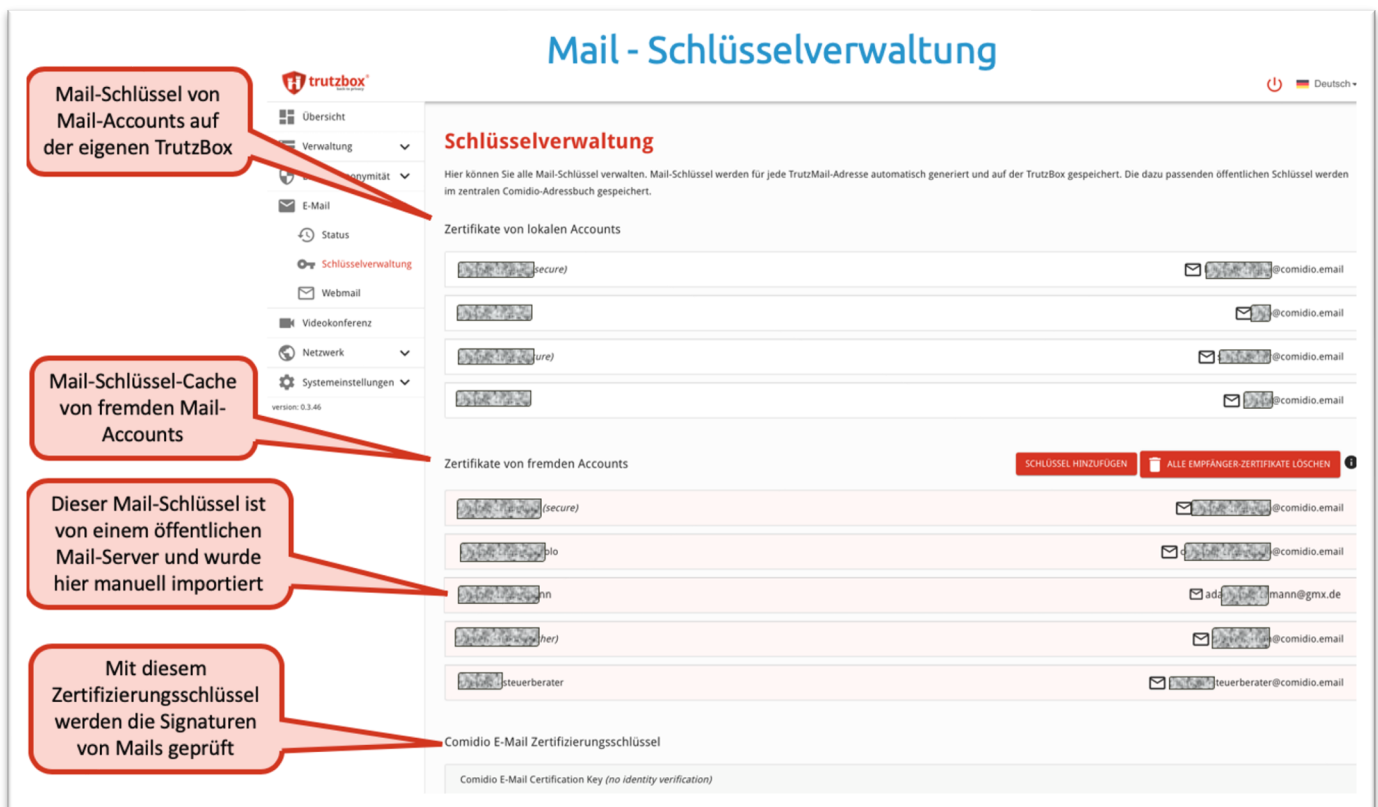 Mail - Schlüsselverwaltung
trutzbox®
back to privacy
Deutsch
Mail-Schlüssel von
Mail-Accounts auf
der eigenen TrutzBox
Übersicht
Verwaltung
onymität
E-Mail
Status
Schlüsselverwaltung
Webmail
Videokonferenz
Netzwerk
Systemeinstellungen
version: 0.3.46
Schlüsselverwaltung
Hier können Sie alle Mail-Schlüssel verwalten. Mail-Schlüssel werden für jede TrutzMail-Adresse automatisch generiert und auf der TrutzBox gespeichert. Die dazu passenden öffentlichen Schlüssel werden
im zentralen Comidio-Adressbuch gespeichert.
Zertifikate von lokalen Accounts
secure) @comidio.email
@comidio.email
ure) @comidio.email
@comidio.email
Mail-Schlüssel-Cache
von fremden Mail-
Accounts
Zertifikate von fremden Accounts
SCHLÜSSEL HINZUFÜGEN
ALLE EMPFÄNGER-ZERTIFIKATE LÖSCHEN
(secure) @comidio.email
olo @comidio.email
Dieser Mail-Schlüssel ist
von einem öffentlichen
Mail-Server und wurde
hier manuell importiert
nn ada mann@gmx.de
her) @comidio.email
steuerberater teuerberater@comidio.email
Mit diesem
Zertifizierungsschlüssel
werden die Signaturen
von Mails geprüft
Comidio E-Mail Zertifizierungsschlüssel
Comidio E-Mail Certification Key (no identity verification)